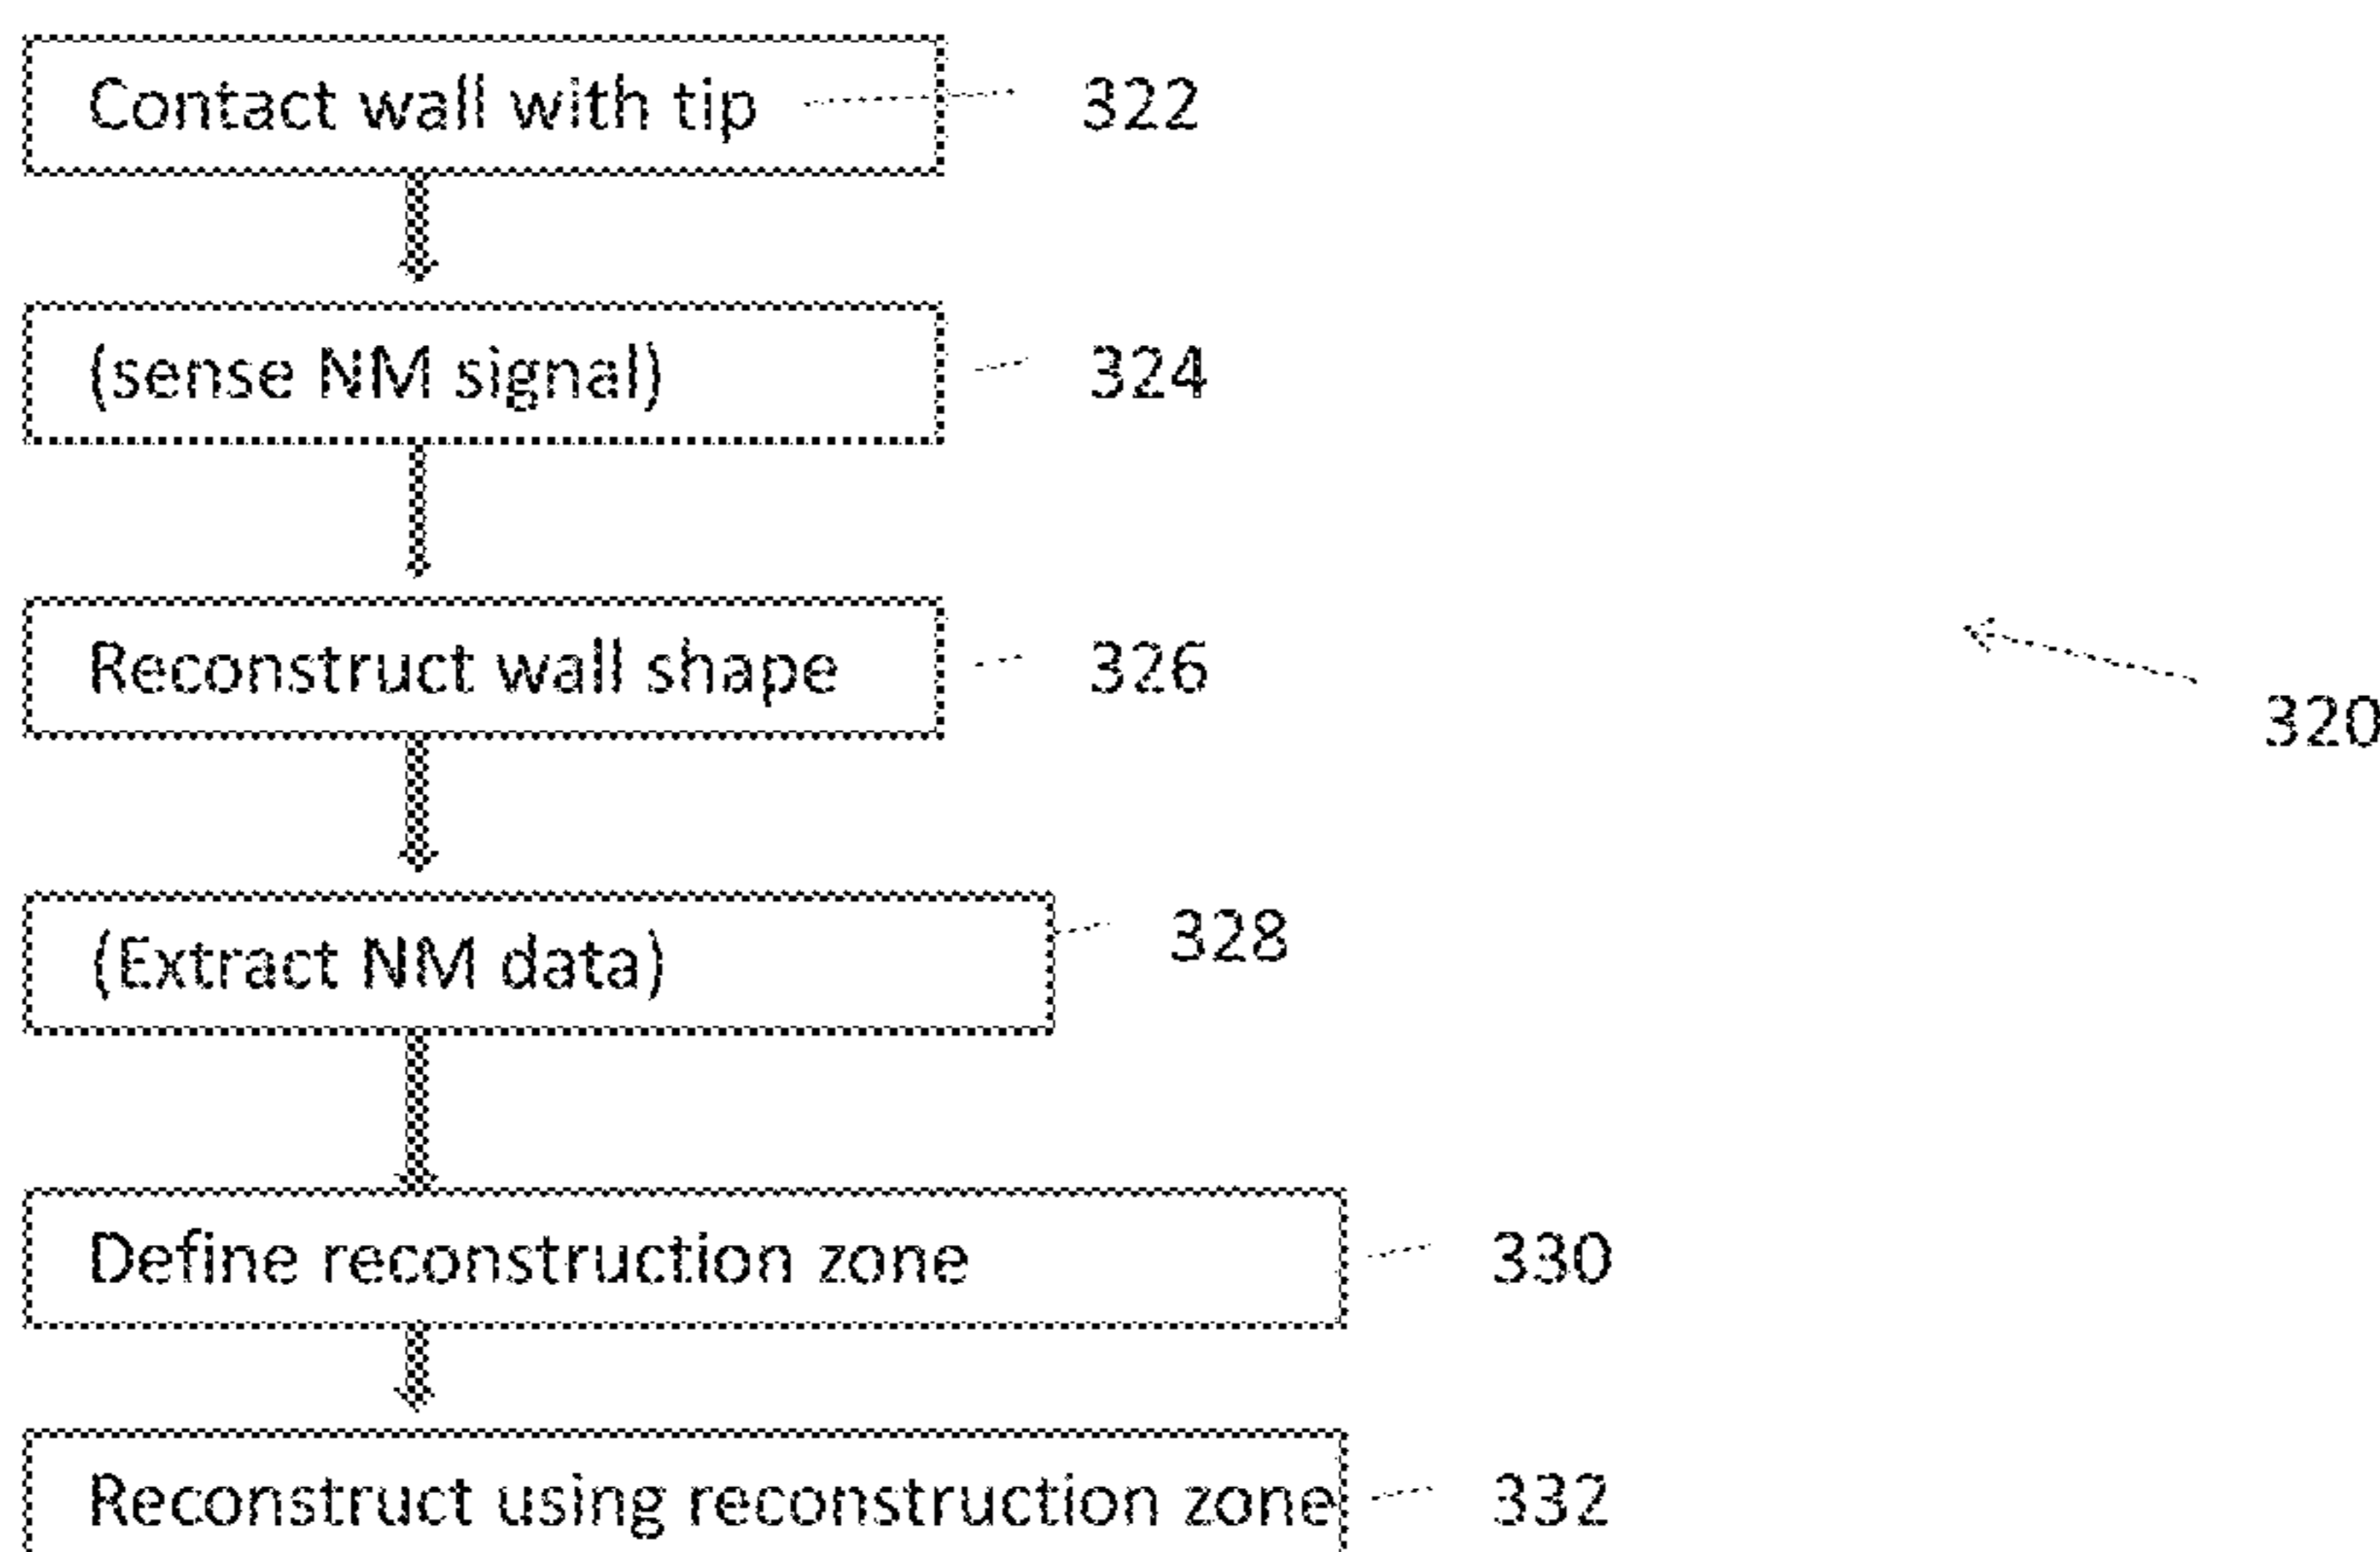 Contact wall with tip 322
(sense NM signal) 324
Reconstruct wall shape 326
320
(Extract NM data) 328
Define reconstruction zone 330
Reconstruct using reconstruction zone 332